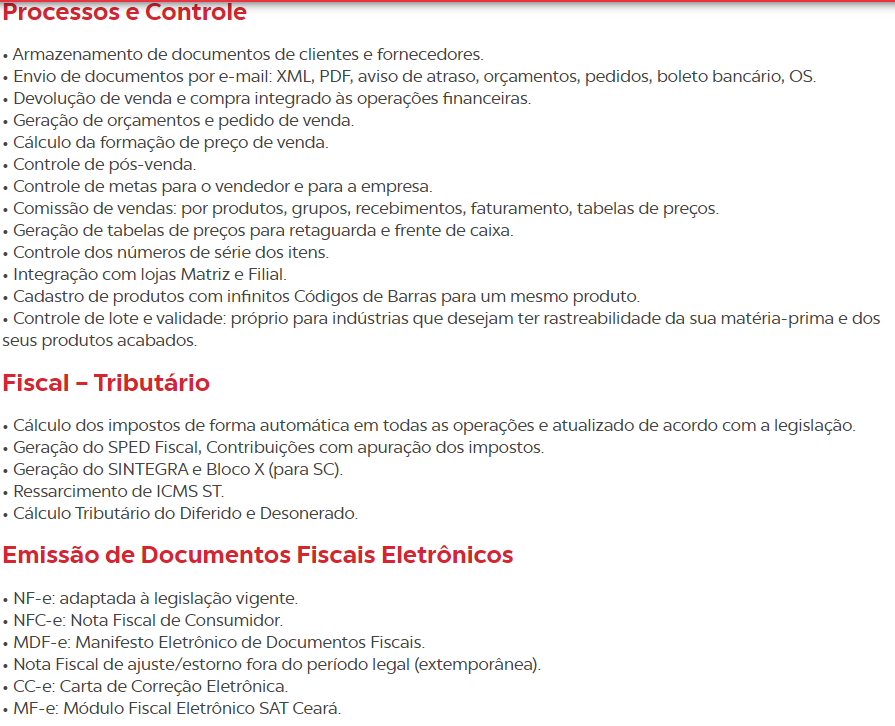 Processos e Controle
• Armazenamento de documentos de clientes e fornecedores.
• Envio de documentos por e-mail: XML, PDF, aviso de atraso, orçamentos, pedidos, boleto bancário, OS.
• Devolução de venda e compra integrado às operações financeiras.
• Geração de orçamentos e pedido de venda.
• Cálculo da formação de preço de venda.
• Controle de pós-venda.
• Controle de metas para o vendedor e para a empresa.
• Comissão de vendas: por produtos, grupos, recebimentos, faturamento, tabelas de preços.
• Geração de tabelas de preços para retaguarda e frente de caixa.
• Controle dos números de série dos itens.
• Integração com lojas Matriz e Filial.
• Cadastro de produtos com infinitos Códigos de Barras para um mesmo produto.
• Controle de lote e validade: próprio para indústrias que desejam ter rastreabilidade da sua matéria-prima e dos
seus produtos acabados.
Fiscal – Tributário
• Cálculo dos impostos de forma automática em todas as operações e atualizado de acordo com a legislação.
• Geração do SPED Fiscal, Contribuições com apuração dos impostos.
• Geração do SINTEGRA e Bloco X (para SC).
• Ressarcimento de ICMS ST.
• Cálculo Tributário do Diferido e Desonerado.
Emissão de Documentos Fiscais Eletrônicos
• NF-e: adaptada à legislação vigente.
• NFC-e: Nota Fiscal de Consumidor.
• MDF-e: Manifesto Eletrônico de Documentos Fiscais.
• Nota Fiscal de ajuste/estorno fora do período legal (extemporânea).
• CC-e: Carta de Correção Eletrônica.
• MF-e: Módulo Fiscal Eletrônico SAT Ceará.